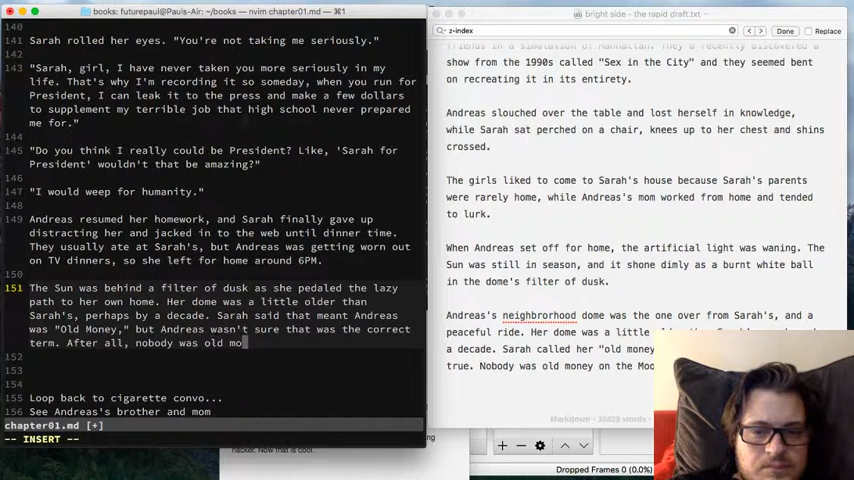 books: futurepaul@Pauls-Air: ~/books — nvim chapter01.md — ⌘1
140
141 Sarah rolled her eyes. "You're not taking me seriously."
142
143 "Sarah, girl, I have never taken you more seriously in my
life. That's why I'm recording it so someday, when you run for
President, I can leak it to the press and make a few dollars
to supplement my terrible job that high school never prepared
me for."
144
145 "Do you think I really could be President? Like, 'Sarah for
President' wouldn't that be amazing?"
146
147 "I would weep for humanity."
148
149 Andreas resumed her homework, and Sarah finally gave up
distracting her and jacked in to the web until dinner time.
They usually ate at Sarah's, but Andreas was getting worn out
on TV dinners, so she left for home around 6PM.
150
151 The Sun was behind a filter of dusk as she pedaled the lazy
path to her own home. Her dome was a little older than
Sarah's, perhaps by a decade. Sarah said that meant Andreas
was "Old Money," but Andreas wasn't sure that was the correct
term. After all, nobody was old mo
152
153
154
155 Loop back to cigarette convo...
156 See Andreas's brother and mom
chapter01.md [+]
-- INSERT --
bright side - the rapid draft.txt
z-index
Done
Replace
friends in a simulation of Manhattan. They'd recently discovered a
show from the 1990s called "Sex in the City" and they seemed bent
on recreating it in its entirety.
Andreas slouched over the table and lost herself in knowledge,
while Sarah sat perched on a chair, knees up to her chest and shins
crossed.
The girls liked to come to Sarah's house because Sarah's parents
were rarely home, while Andreas's mom worked from home and tended
to lurk.
When Andreas set off for home, the artificial light was waning. The
Sun was still in season, and it shone dimly as a burnt white ball
in the dome's filter of dusk.
Andreas's neighbrorhood dome was the one over from Sarah's, and a
peaceful ride. Her dome was a little
a decade. Sarah called her "old money
true. Nobody was old money on the Moo
Markdown — 35829 words
hacker. Now that is cool.
Dropped Frames 0 (0.0%)